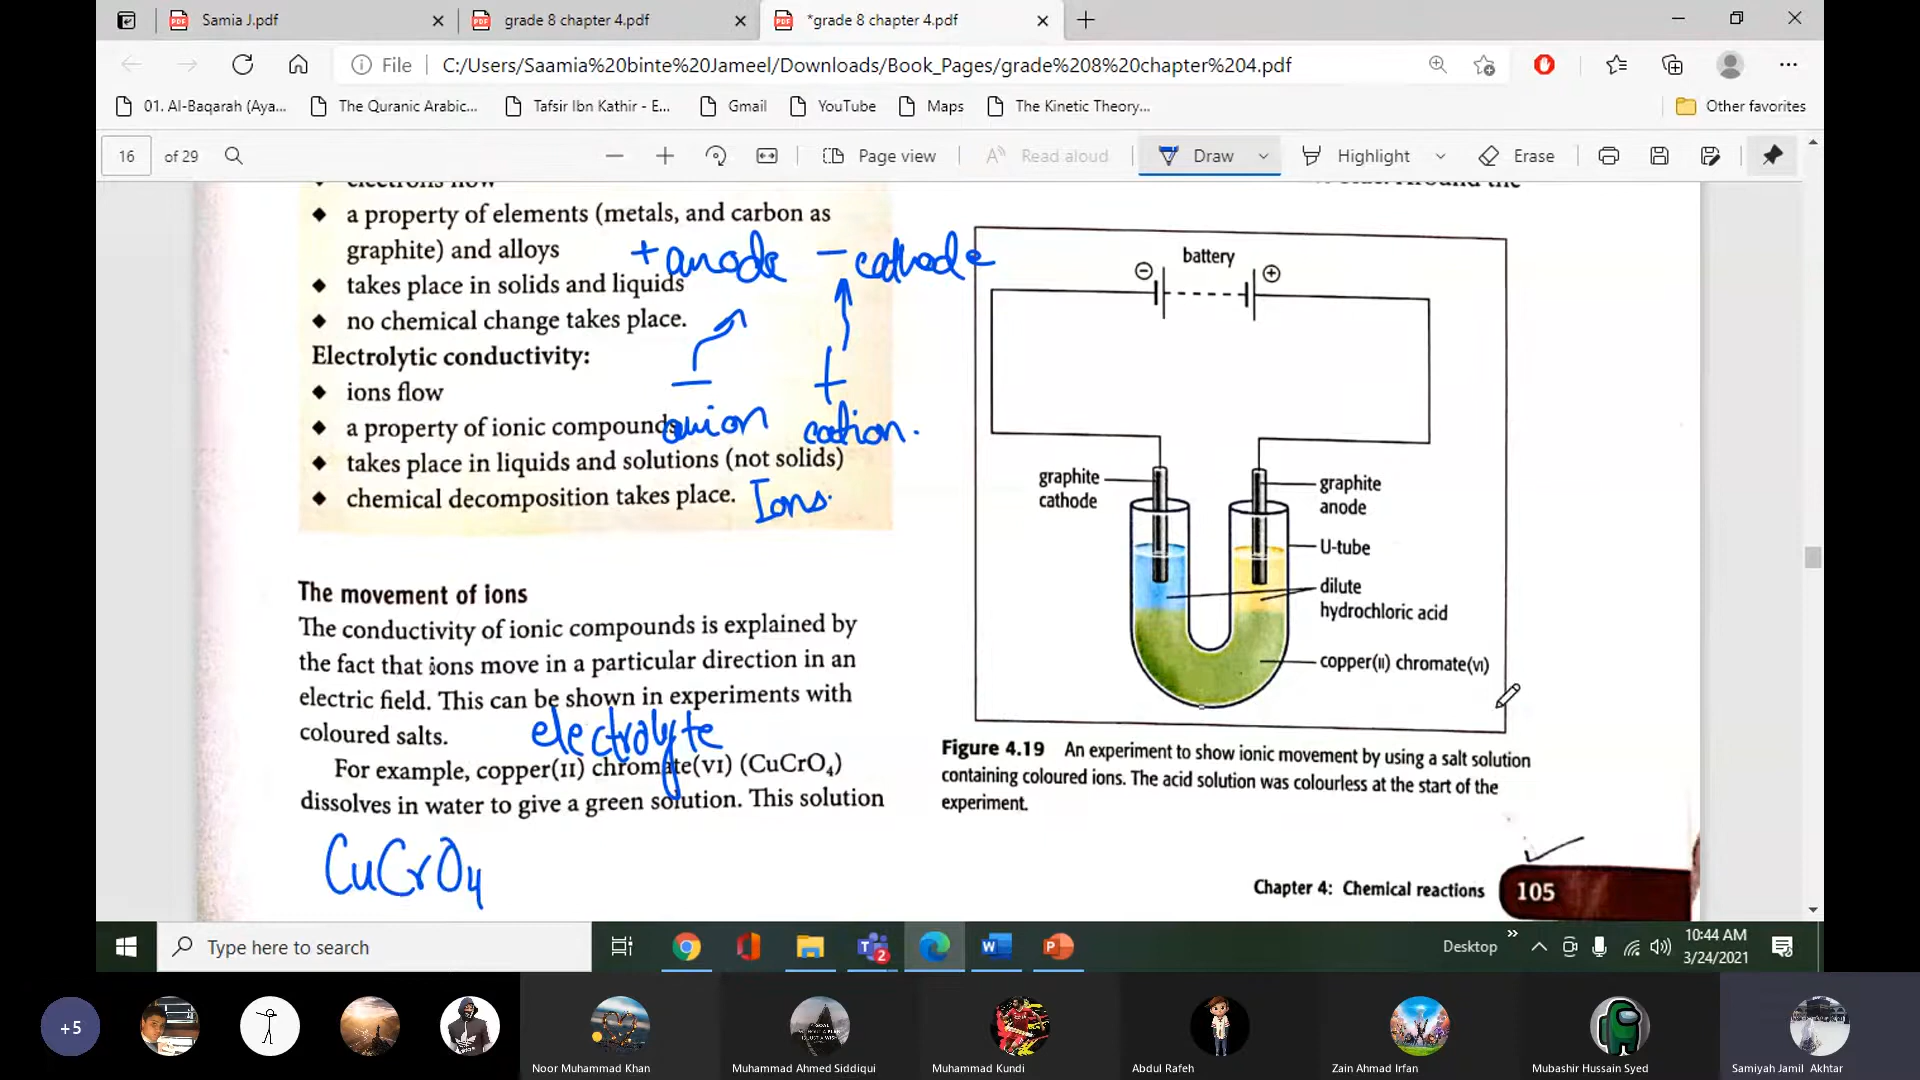 Samia J.pdf
grade 8 chapter 4.pdf
*grade 8 chapter 4.pdf
File
C:/Users/Saamia%20binte%20Jameel/Downloads/Book_Pages/grade%208%20chapter%204.pdf
01. Al-Baqarah (Aya...
The Quranic Arabic...
Tafsir Ibn Kathir - E...
Gmail
YouTube
Maps
The Kinetic Theory...
Other favorites
16 of 29
Page view
Read aloud
Draw
Highlight
Erase
electrons flow
◆ a property of elements (metals, and carbon as
graphite) and alloys
+ anode
− cathode
◆ takes place in solids and liquids
◆ no chemical change takes place.
Electrolytic conductivity:
◆ ions flow
−
+
◆ a property of ionic compounds
anion
cation.
◆ takes place in liquids and solutions (not solids)
◆ chemical decomposition takes place.
Ions.
The movement of ions
The conductivity of ionic compounds is explained by
the fact that ions move in a particular direction in an
electric field. This can be shown in experiments with
coloured salts.
electrolyte
For example, copper(II) chromate(VI) (CuCrO₄)
dissolves in water to give a green solution. This solution
CuCrO4
Around the
battery
− +
graphite
cathode
graphite
anode
U-tube
dilute
hydrochloric acid
copper(II) chromate(VI)
Figure 4.19 An experiment to show ionic movement by using a salt solution
containing coloured ions. The acid solution was colourless at the start of the
experiment.
Chapter 4: Chemical reactions 105
Type here to search
2
Desktop
10:44 AM
3/24/2021
+5
Noor Muhammad Khan
Muhammad Ahmed Siddiqui
Muhammad Kundi
Abdul Rafeh
Zain Ahmad Irfan
Mubashir Hussain Syed
Samiyah Jamil Akhtar